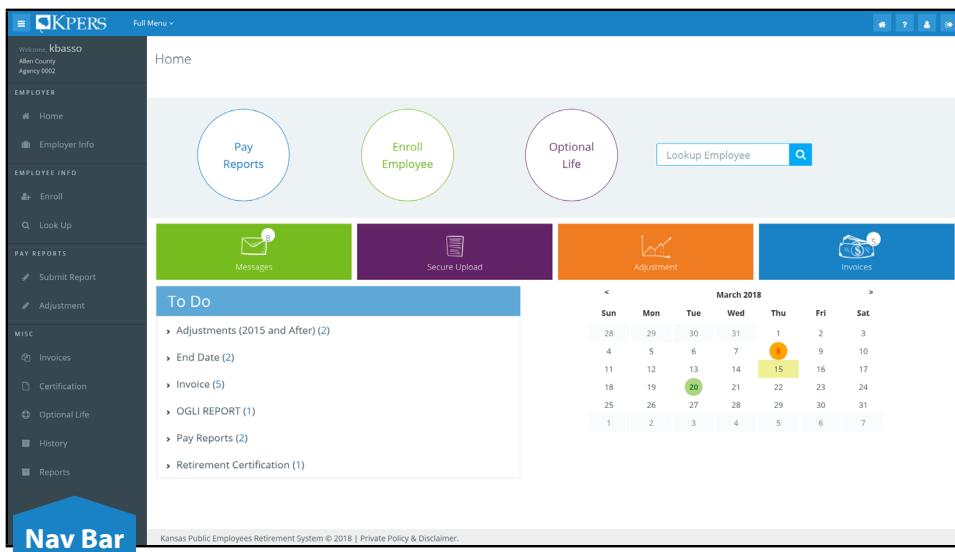 KPERS Full Menu
Welcome, kbasso
Allen County
Agency 0002
EMPLOYER
Home
Employer Info
EMPLOYEE INFO
Enroll
Look Up
PAY REPORTS
Submit Report
Adjustment
MISC
Invoices
Certification
Optional Life
History
Reports
Nav Bar
Home
Pay
Reports
Enroll
Employee
Optional
Life
Lookup Employee
8
Messages
Secure Upload
Adjustment
5
Invoices
To Do
› Adjustments (2015 and After) (2)
› End Date (2)
› Invoice (5)
› OGLI REPORT (1)
› Pay Reports (2)
› Retirement Certification (1)
< March 2018 >
Sun Mon Tue Wed Thu Fri Sat
28 29 30 31 1 2 3
4 5 6 7 8 9 10
11 12 13 14 15 16 17
18 19 20 21 22 23 24
25 26 27 28 29 30 31
1 2 3 4 5 6 7
Kansas Public Employees Retirement System © 2018 | Private Policy & Disclaimer.